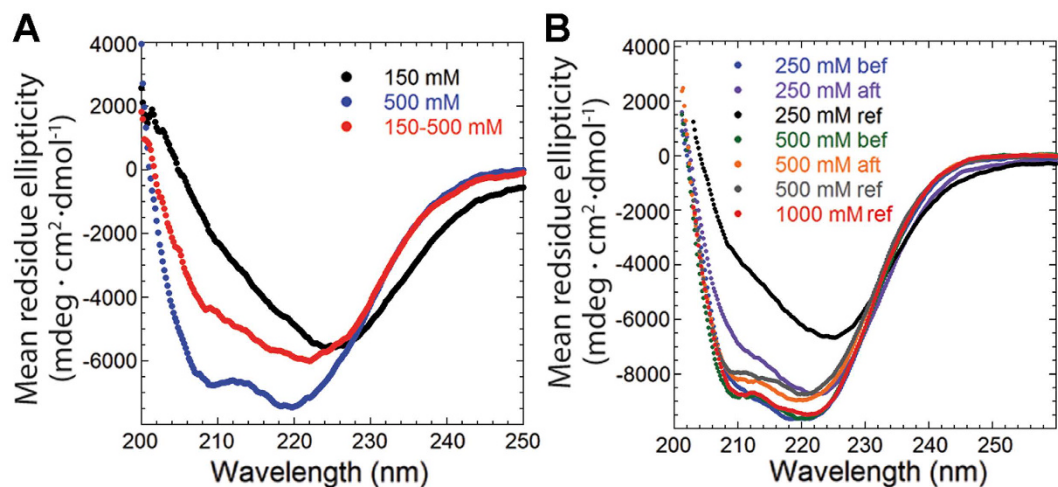 A
Mean redsidue ellipticity
(mdeg · cm² · dmol⁻¹)
4000
2000
0
-2000
-4000
-6000
150 mM
500 mM
150-500 mM
200 210 220 230 240 250
Wavelength (nm)
B
Mean redsidue ellipticity
(mdeg · cm² · dmol⁻¹)
4000
2000
0
-2000
-4000
-6000
-8000
250 mM bef
250 mM aft
250 mM ref
500 mM bef
500 mM aft
500 mM ref
1000 mM ref
200 210 220 230 240 250
Wavelength (nm)